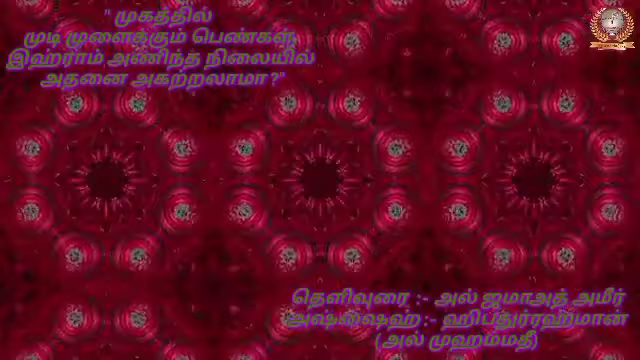 " முகத்தில்
முடி முளைக்கும் பெண்கள்,
இஹ்ராம் அணிந்த நிலையில்
அதனை அகற்றலாமா ?"
தெளிவுரை :- அல் ஜமாஅத் அமீர்
அஷ்ஷைஹ் :- ஹிபதுர்ரஹ்மான்
(அல் முஹம்மதீ)